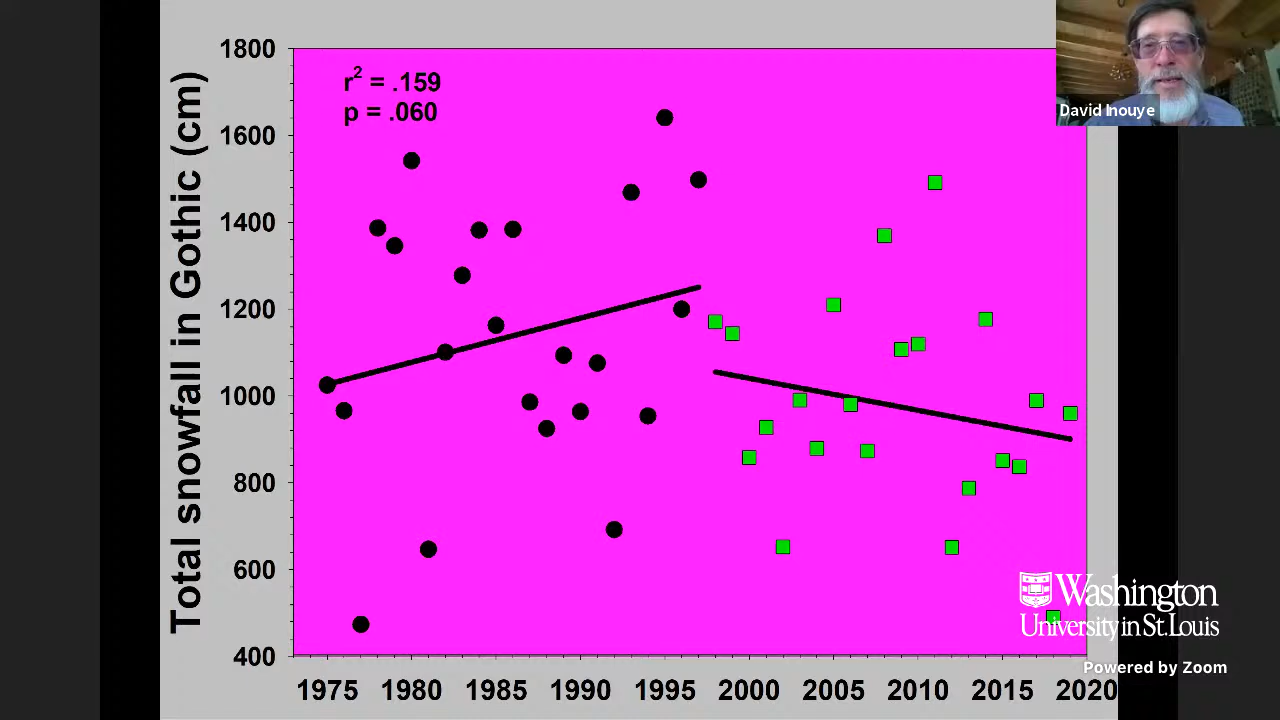 Total snowfall in Gothic (cm)
1800
1600
1400
1200
1000
800
600
400
r2 = .159
p = .060
1975 1980 1985 1990 1995 2000 2005 2010 2015 2020
David Inouye
Washington
University in St. Louis
Powered by Zoom